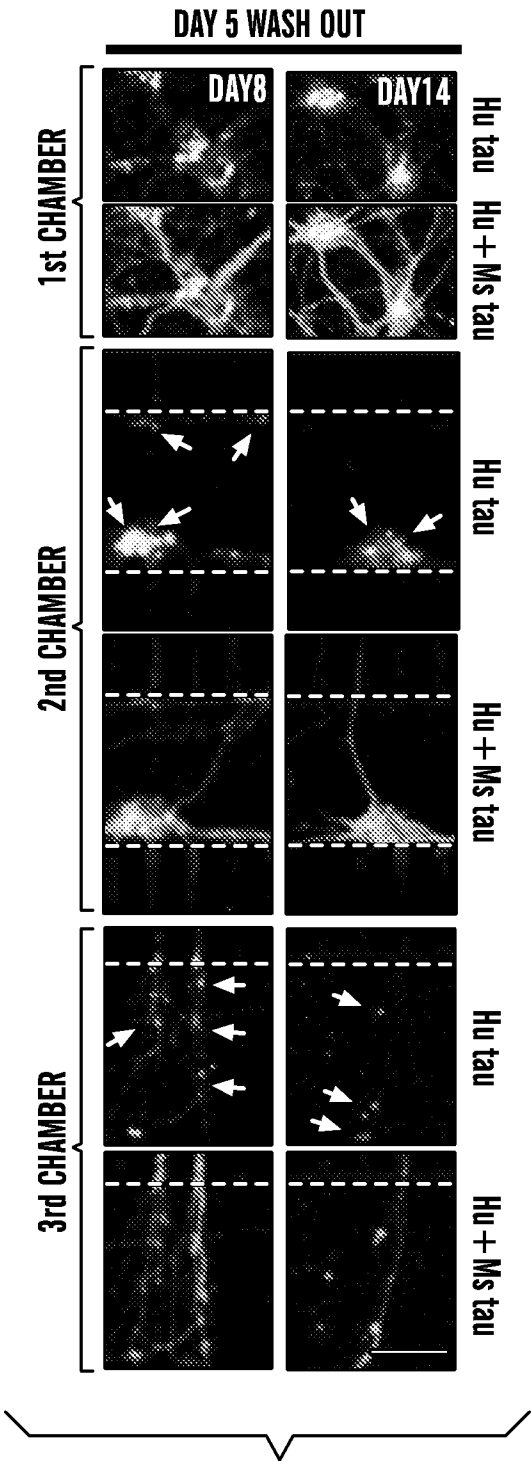 DAY 5 WASH OUT
DAY8
DAY14
1st CHAMBER
Hu tau
Hu + Ms tau
2nd CHAMBER
Hu tau
Hu + Ms tau
3rd CHAMBER
Hu tau
Hu + Ms tau